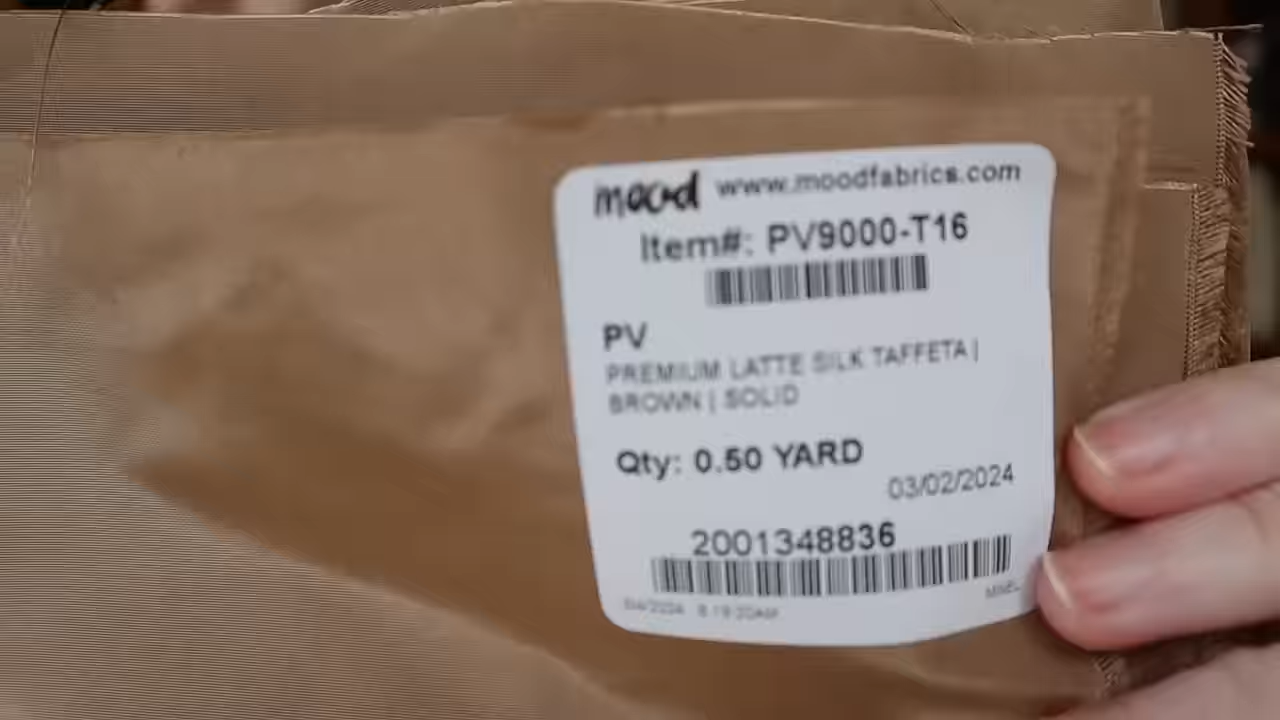 mood www.moodfabrics.com
Item#: PV9000-T16
PV
PREMIUM LATTE SILK TAFFETA |
BROWN | SOLID
Qty: 0.50 YARD
03/02/2024
2001348836